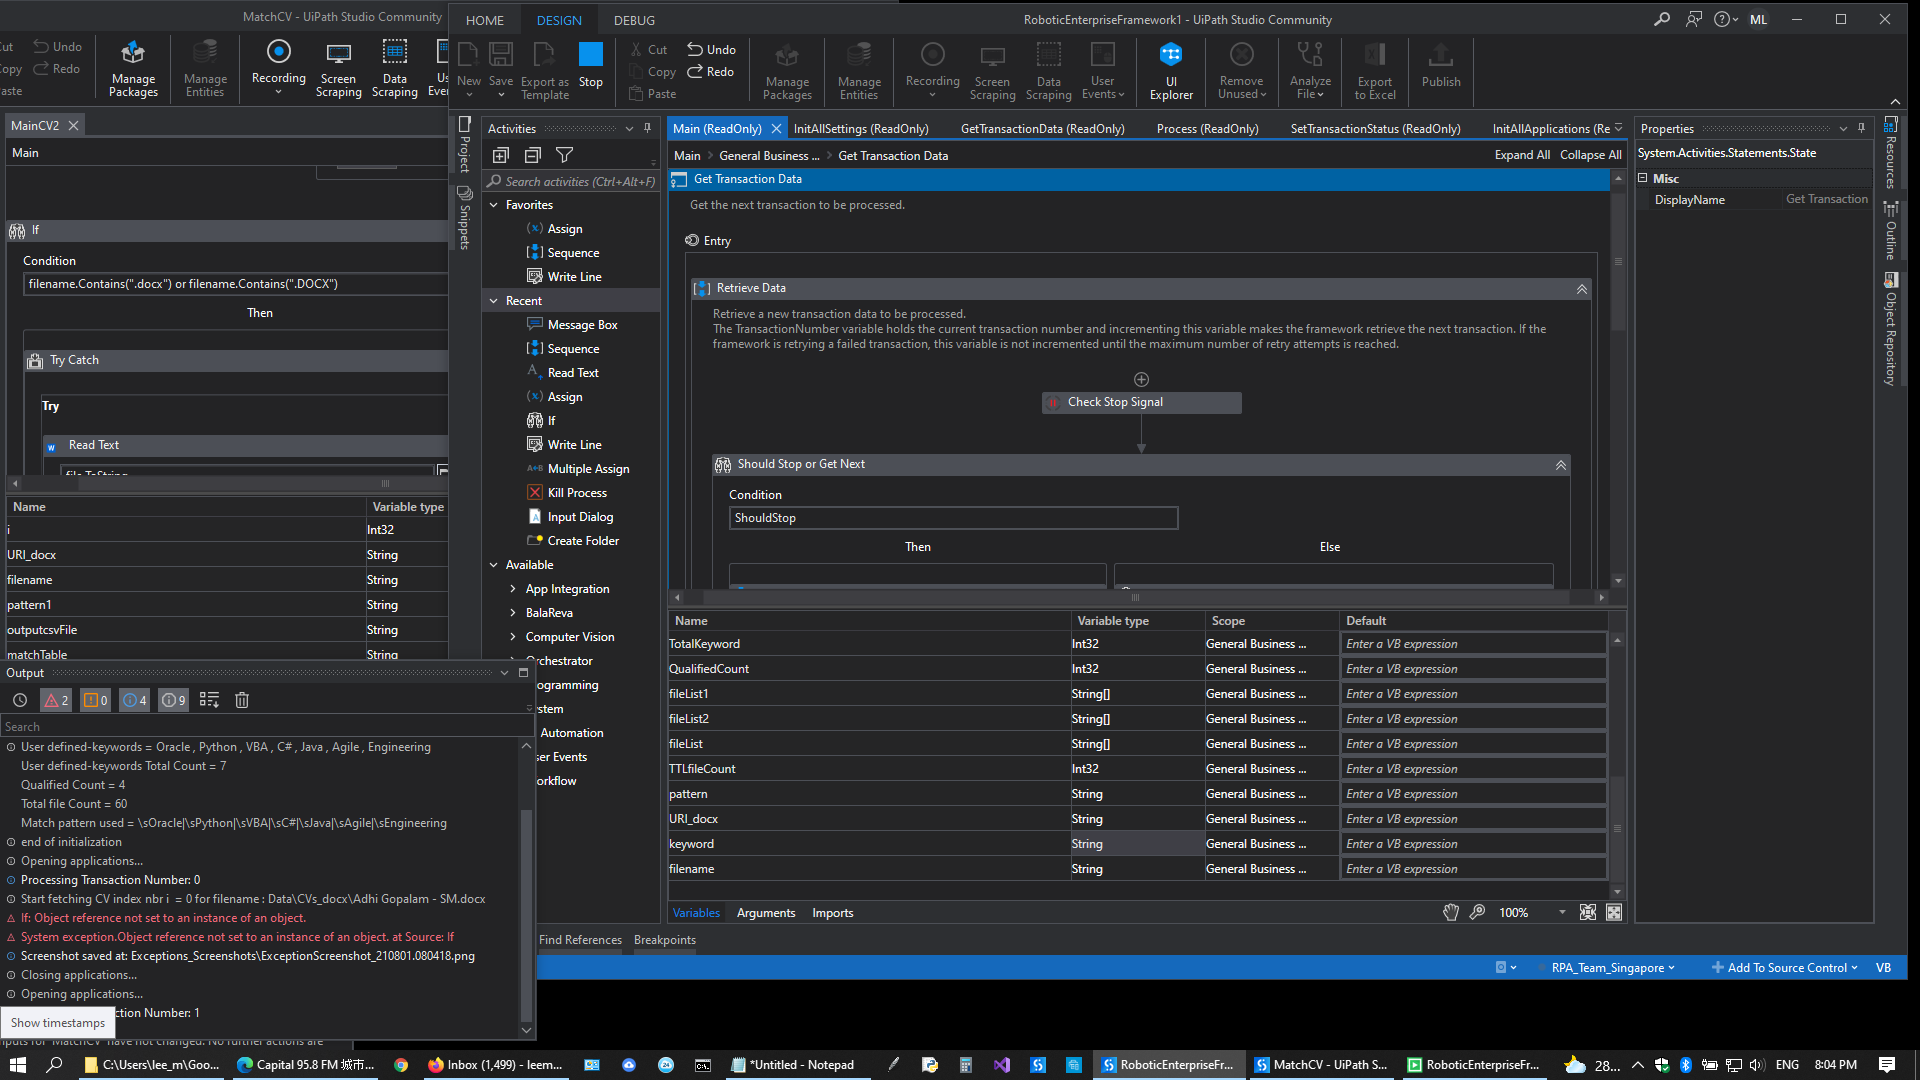 MatchCV - UiPath Studio Community
Undo
Redo
Manage Packages
Manage Entities
Recording
Screen Scraping
Data Scraping
MainCV2
Main
If
Condition
filename.Contains(".docx") or filename.Contains(".DOCX")
Then
Try Catch
Try
Read Text
Name Variable type
i Int32
URI_docx String
filename String
pattern1 String
outputcsvFile String
matchTable String
HOME DESIGN DEBUG
RoboticEnterpriseFramework1 - UiPath Studio Community
ML
New
Save
Export as Template
Stop
Cut
Copy
Paste
Undo
Redo
Manage Packages
Manage Entities
Recording
Screen Scraping
Data Scraping
User Events
UI Explorer
Remove Unused
Analyze File
Export to Excel
Publish
Project
Snippets
Activities
Search activities (Ctrl+Alt+F)
Favorites
Assign
Sequence
Write Line
Recent
Message Box
Sequence
Read Text
Assign
If
Write Line
Multiple Assign
Kill Process
Input Dialog
Create Folder
Available
App Integration
BalaReva
Computer Vision
Orchestrator
Automation
Main (ReadOnly) InitAllSettings (ReadOnly) GetTransactionData (ReadOnly) Process (ReadOnly) SetTransactionStatus (ReadOnly) InitAllApplications (Re
Main > General Business ... > Get Transaction Data
Expand All Collapse All
Get Transaction Data
Get the next transaction to be processed.
Entry
Retrieve Data
Retrieve a new transaction data to be processed.
The TransactionNumber variable holds the current transaction number and incrementing this variable makes the framework retrieve the next transaction. If the
framework is retrying a failed transaction, this variable is not incremented until the maximum number of retry attempts is reached.
Check Stop Signal
Should Stop or Get Next
Condition
ShouldStop
Then Else
Name Variable type Scope Default
TotalKeyword Int32 General Business ... Enter a VB expression
QualifiedCount Int32 General Business ... Enter a VB expression
fileList1 String[] General Business ... Enter a VB expression
fileList2 String[] General Business ... Enter a VB expression
fileList String[] General Business ... Enter a VB expression
TTLfileCount Int32 General Business ... Enter a VB expression
pattern String General Business ... Enter a VB expression
URI_docx String General Business ... Enter a VB expression
keyword String General Business ... Enter a VB expression
filename String General Business ... Enter a VB expression
Variables Arguments Imports
100%
Find References Breakpoints
RPA_Team_Singapore
Add To Source Control
VB
Properties
System.Activities.Statements.State
Misc
DisplayName Get Transaction
Resources
Outline
Object Repository
Output
2 0 4 9
Search
User defined-keywords = Oracle , Python , VBA , C# , Java , Agile , Engineering
User defined-keywords Total Count = 7
Qualified Count = 4
Total file Count = 60
Match pattern used = \sOracle|\sPython|\sVBA|\sC#|\sJava|\sAgile|\sEngineering
end of initialization
Opening applications...
Processing Transaction Number: 0
Start fetching CV index nbr i = 0 for filename : Data\CVs_docx\Adhi Gopalam - SM.docx
If: Object reference not set to an instance of an object.
System exception.Object reference not set to an instance of an object. at Source: If
Screenshot saved at: Exceptions_Screenshots\ExceptionScreenshot_210801.080418.png
Closing applications...
Opening applications...
ction Number: 1
Show timestamps
C:\Users\lee_m\Goo...
Capital 95.8 FM 城市...
Inbox (1,499) - leem...
*Untitled - Notepad
RoboticEnterpriseFr...
MatchCV - UiPath S...
RoboticEnterpriseFr...
28...
ENG
8:04 PM